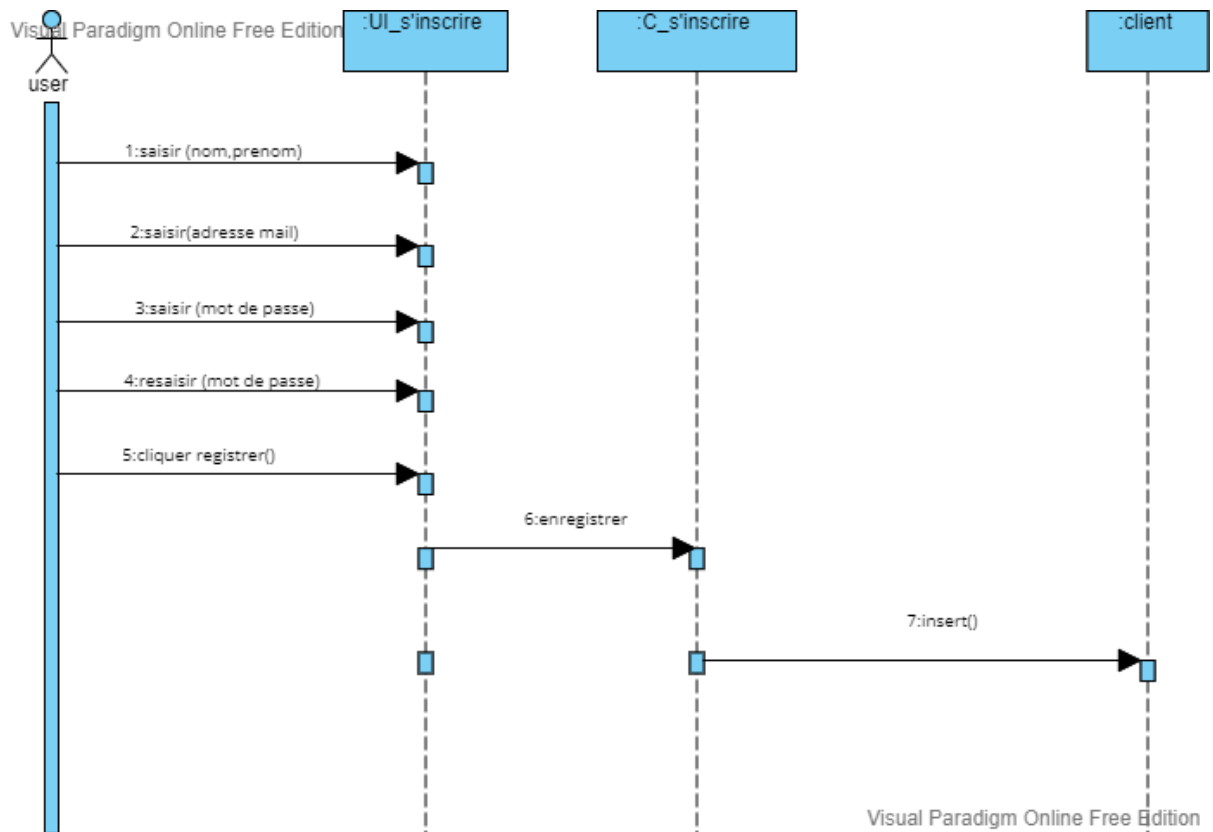 Visual Paradigm Online Free Edition
:UI_s'inscrire
:C_s'inscrire
:client
user
1:saisir (nom,prenom)
2:saisir(adresse mail)
3:saisir (mot de passe)
4:resaisir (mot de passe)
5:cliquer registrer()
6:enregistrer
7:insert()
Visual Paradigm Online Free Edition